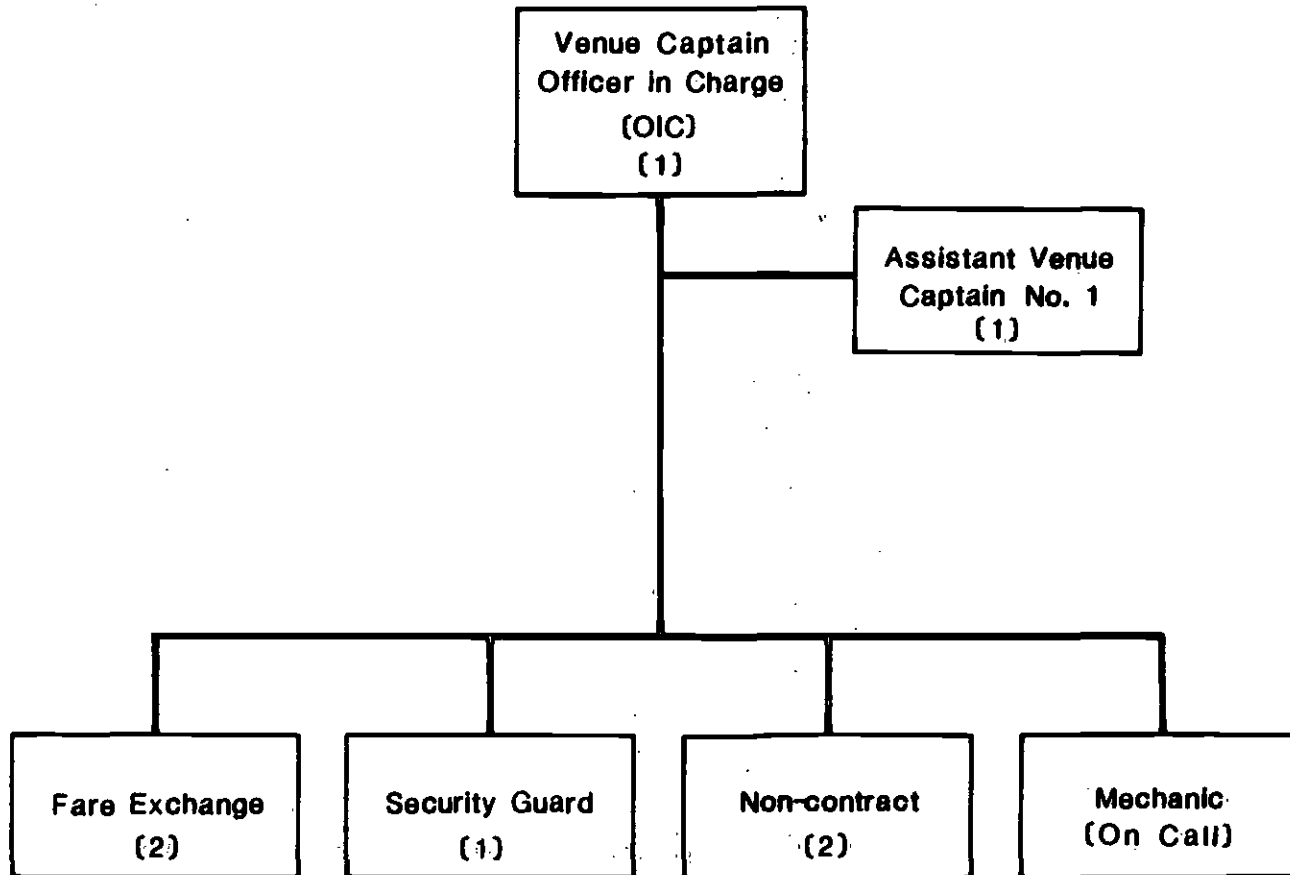 Venue Captain
Officer in Charge
(OIC)
(1)
Assistant Venue
Captain No. 1
(1)
Fare Exchange
(2)
Security Guard
(1)
Non-contract
(2)
Mechanic
(On Call)